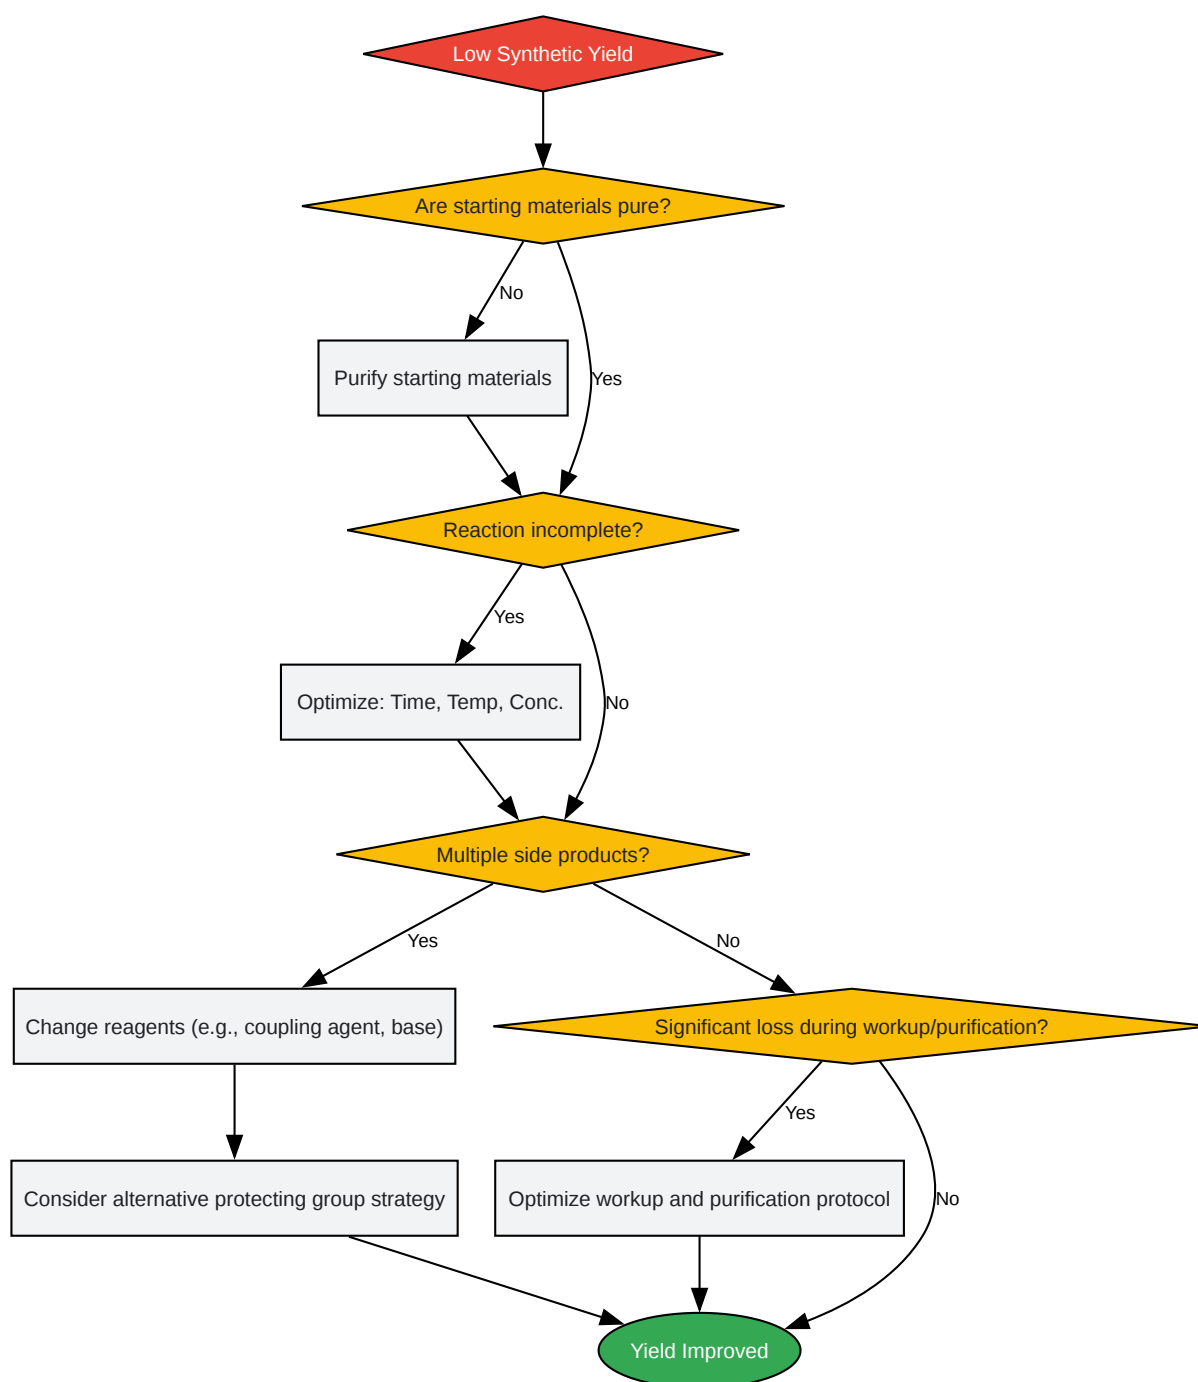 Low Synthetic Yield
Are starting materials pure?
No
Purify starting materials
Yes
Reaction incomplete?
Yes
Optimize: Time, Temp, Conc.
No
Multiple side products?
Yes
No
Change reagents (e.g., coupling agent, base)
Significant loss during workup/purification?
Yes
Consider alternative protecting group strategy
Optimize workup and purification protocol
No
Yield Improved